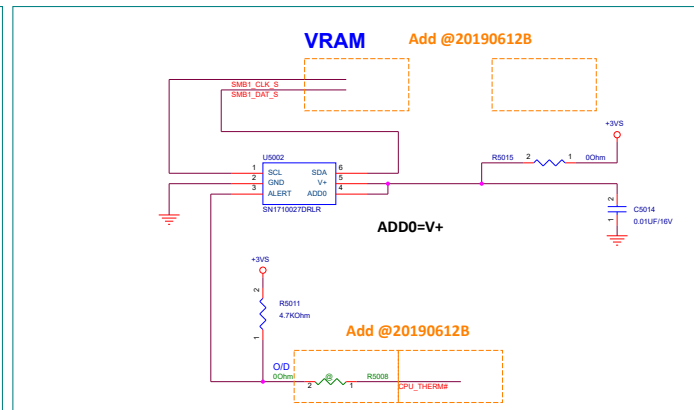 VRAM
Add @20190612B
SMB1_CLK_S
SMB1_DAT_S
+3VS
R5015 2 1 0Ohm
U5002
1 SCL SDA 6
2 GND V+ 5
3 ALERT ADD0 4
SN1710027DRLR
ADD0=V+
2
C5014
1 0.01UF/16V
+3VS
2
R5011
4.7KOhm
1
Add @20190612B
O/D
0Ohm @ R5008
2 1 CPU_THERM#